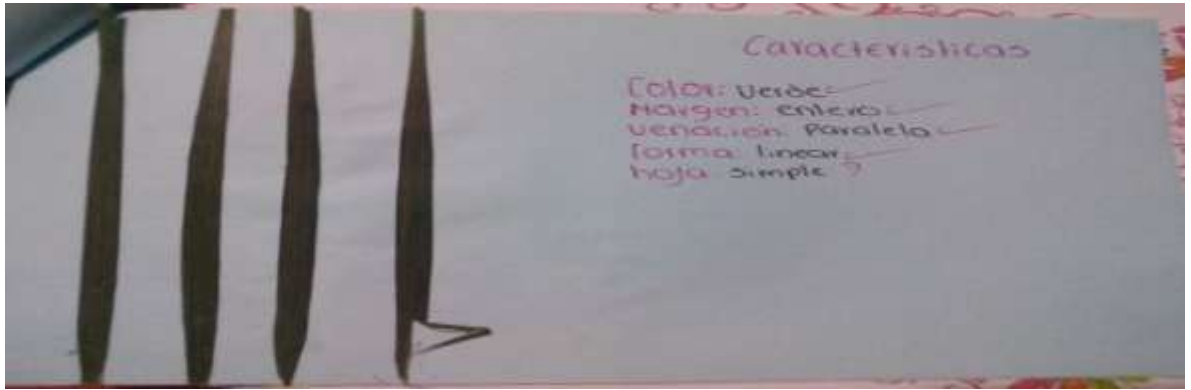 Caracteristicas
Color: Verde
Margen: entero
venación: Paralela
forma: linear
hoja simple ?